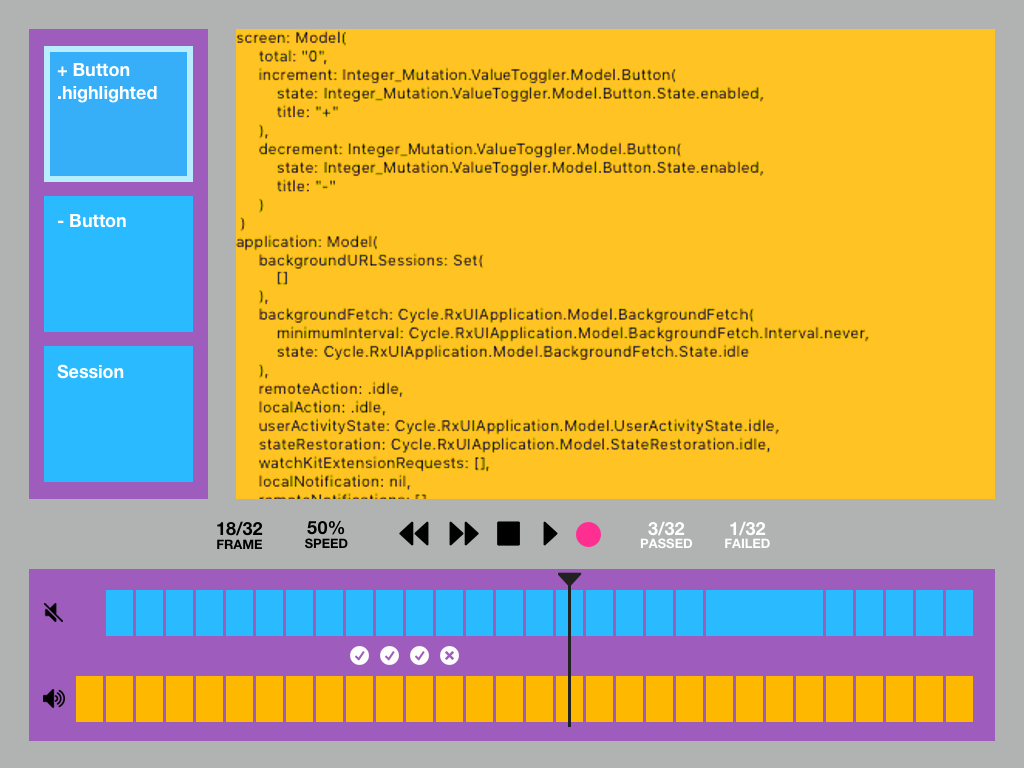 + Button
.highlighted
- Button
Session
screen: Model(
total: "0",
increment: Integer_Mutation.ValueToggler.Model.Button(
state: Integer_Mutation.ValueToggler.Model.Button.State.enabled,
title: "+"
),
decrement: Integer_Mutation.ValueToggler.Model.Button(
state: Integer_Mutation.ValueToggler.Model.Button.State.enabled,
title: "-"
)
)
application: Model(
backgroundURLSessions: Set(
[]
),
backgroundFetch: Cycle.RxUIApplication.Model.BackgroundFetch(
minimumInterval: Cycle.RxUIApplication.Model.BackgroundFetch.Interval.never,
state: Cycle.RxUIApplication.Model.BackgroundFetch.State.idle
),
remoteAction: .idle,
localAction: .idle,
userActivityState: Cycle.RxUIApplication.Model.UserActivityState.idle,
stateRestoration: Cycle.RxUIApplication.Model.StateRestoration.idle,
watchKitExtensionRequests: [],
localNotification: nil,
18/32
FRAME
50%
SPEED
3/32
PASSED
1/32
FAILED